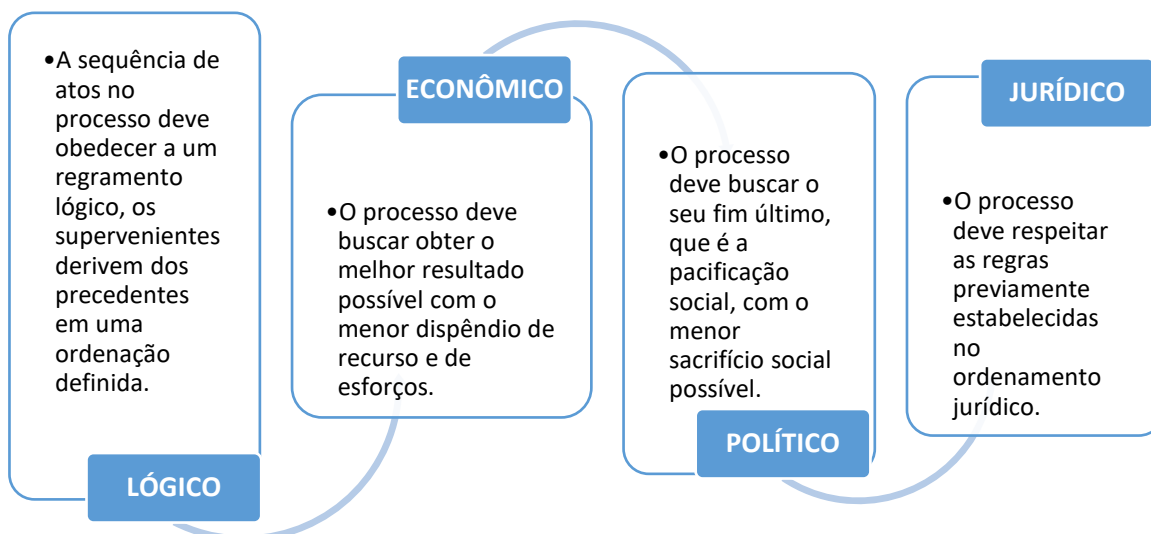 •A sequência de
atos no
processo deve
obedecer a um
regramento
lógico, os
supervenientes
derivem dos
precedentes
em uma
ordenação
definida.
LÓGICO
ECONÔMICO
•O processo deve
buscar obter o
melhor resultado
possível com o
menor dispêndio de
recurso e de
esforços.
•O processo
deve buscar o
seu fim último,
que é a
pacificação
social, com o
menor
sacrifício social
possível.
POLÍTICO
JURÍDICO
•O processo
deve respeitar
as regras
previamente
estabelecidas
no
ordenamento
jurídico.